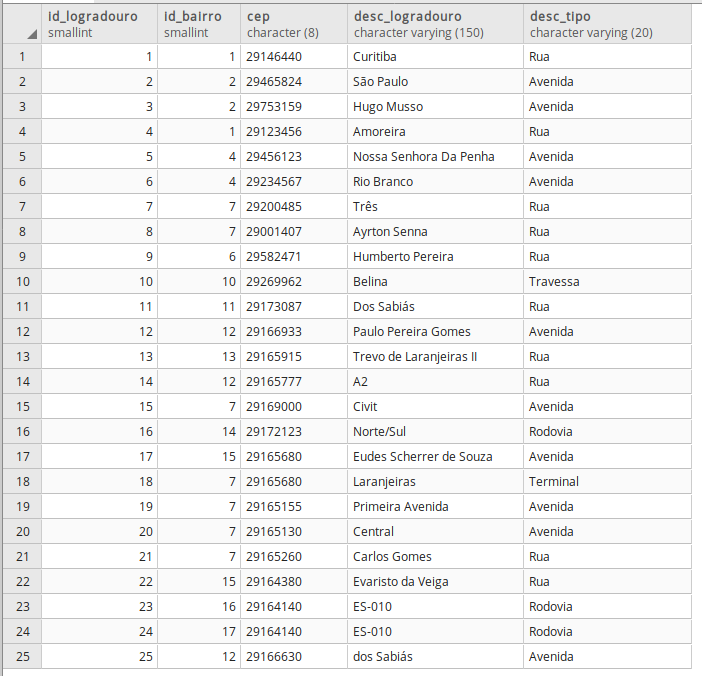 id_logradouro id_bairro cep desc_logradouro desc_tipo
smallint smallint character (8) character varying (150) character varying (20)
1 1 1 29146440 Curitiba Rua
2 2 2 29465824 São Paulo Avenida
3 3 2 29753159 Hugo Musso Avenida
4 4 1 29123456 Amoreira Rua
5 5 4 29456123 Nossa Senhora Da Penha Avenida
6 6 4 29234567 Rio Branco Avenida
7 7 7 29200485 Três Rua
8 8 7 29001407 Ayrton Senna Rua
9 9 6 29582471 Humberto Pereira Rua
10 10 10 29269962 Belina Travessa
11 11 11 29173087 Dos Sabiás Rua
12 12 12 29166933 Paulo Pereira Gomes Avenida
13 13 13 29165915 Trevo de Laranjeiras II Rua
14 14 12 29165777 A2 Rua
15 15 7 29169000 Civit Avenida
16 16 14 29172123 Norte/Sul Rodovia
17 17 15 29165680 Eudes Scherrer de Souza Avenida
18 18 7 29165680 Laranjeiras Terminal
19 19 7 29165155 Primeira Avenida Avenida
20 20 7 29165130 Central Avenida
21 21 7 29165260 Carlos Gomes Rua
22 22 15 29164380 Evaristo da Veiga Rua
23 23 16 29164140 ES-010 Rodovia
24 24 17 29164140 ES-010 Rodovia
25 25 12 29166630 dos Sabiás Avenida